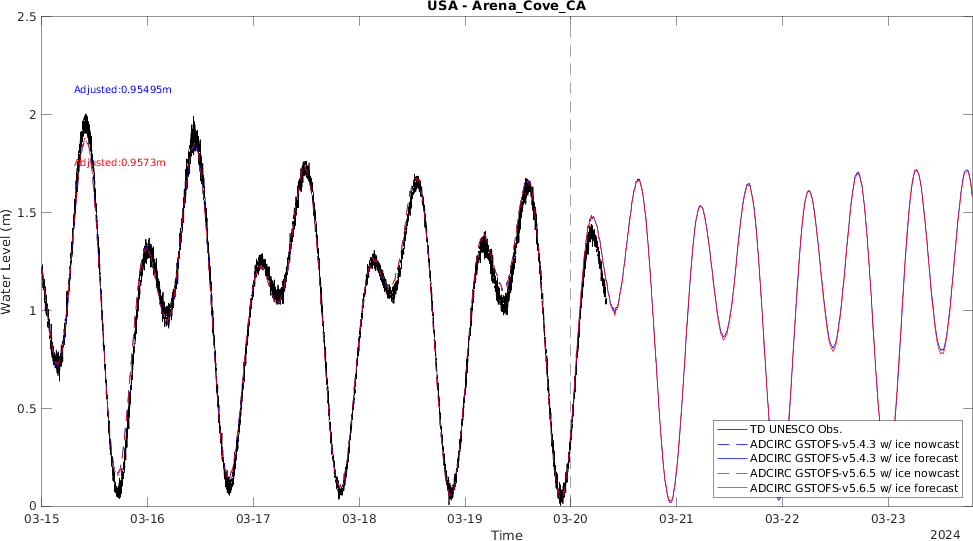 USA - Arena_Cove_CA
2.5
Adjusted:0.95495m
2
Adjusted:0.9573m
1.5
Water Level (m)
1
0.5
TD UNESCO Obs.
ADCIRC GSTOFS-v5.4.3 w/ ice nowcast
ADCIRC GSTOFS-v5.4.3 w/ ice forecast
ADCIRC GSTOFS-v5.6.5 w/ ice nowcast
ADCIRC GSTOFS-v5.6.5 w/ ice forecast
0
03-15 03-16 03-17 03-18 03-19 03-20 03-21 03-22 03-23
Time
2024